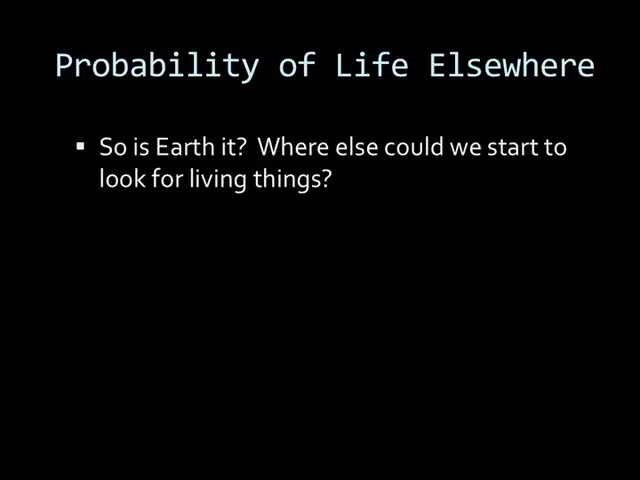 Probability of Life Elsewhere
▪ So is Earth it?  Where else could we start to
look for living things?